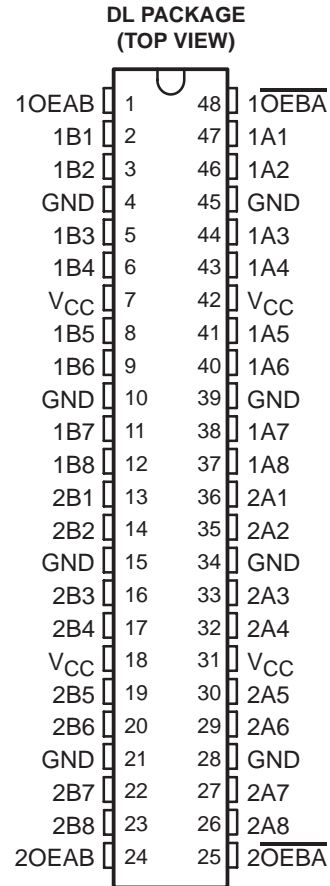 DL PACKAGE
(TOP VIEW)
1OEAB 1 48 1O̅E̅B̅A̅
1B1 2 47 1A1
1B2 3 46 1A2
GND 4 45 GND
1B3 5 44 1A3
1B4 6 43 1A4
VCC 7 42 VCC
1B5 8 41 1A5
1B6 9 40 1A6
GND 10 39 GND
1B7 11 38 1A7
1B8 12 37 1A8
2B1 13 36 2A1
2B2 14 35 2A2
GND 15 34 GND
2B3 16 33 2A3
2B4 17 32 2A4
VCC 18 31 VCC
2B5 19 30 2A5
2B6 20 29 2A6
GND 21 28 GND
2B7 22 27 2A7
2B8 23 26 2A8
2OEAB 24 25 2O̅E̅B̅A̅